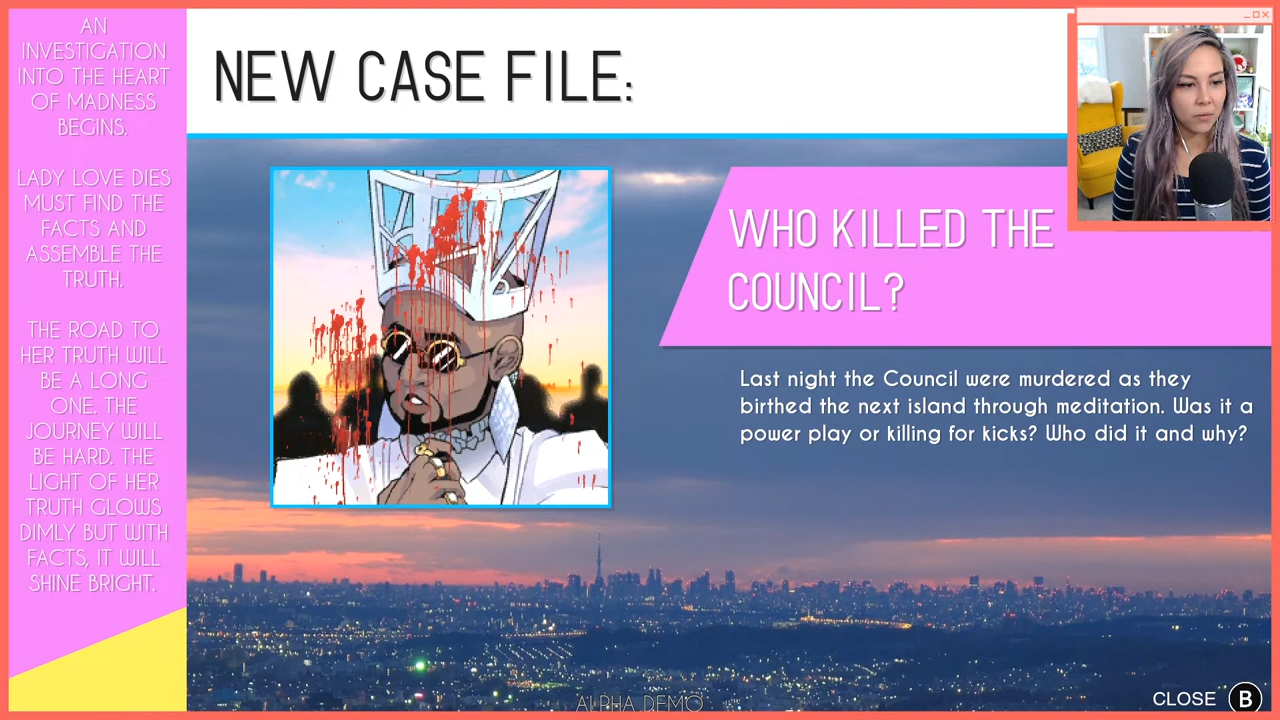 AN
INVESTIGATION
INTO THE HEART
OF MADNESS
BEGINS.
LADY LOVE DIES
MUST FIND THE
FACTS AND
ASSEMBLE THE
TRUTH.
THE ROAD TO
HER TRUTH WILL
BE A LONG
ONE. THE
JOURNEY WILL
BE HARD. THE
LIGHT OF HER
TRUTH GLOWS
DIMLY BUT WITH
FACTS, IT WILL
SHINE BRIGHT.
NEW CASE FILE:
WHO KILLED THE
COUNCIL?
Last night the Council were murdered as they
birthed the next island through meditation. Was it a
power play or killing for kicks? Who did it and why?
ALPHA DEMO
CLOSE B